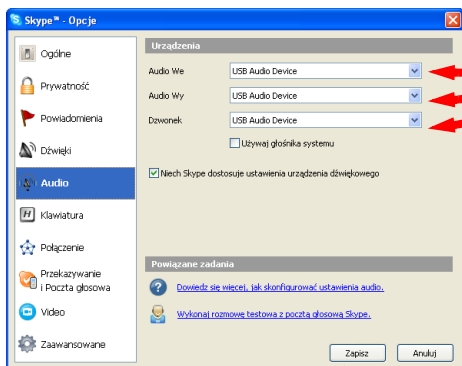 Skype™ - Opcje
Ogólne
Prywatność
Powiadomienia
Dźwięki
Audio
Klawiatura
Połączenie
Przekazywanie
i Poczta głosowa
Video
Zaawansowane
Urządzenia
Audio We USB Audio Device
Audio Wy USB Audio Device
Dzwonek USB Audio Device
Używaj głośnika systemu
Niech Skype dostosuje ustawienia urządzenia dźwiękowego
Powiązane zadania
Dowiedz się więcej, jak skonfigurować ustawienia audio.
Wykonaj rozmowę testowa z pocztą głosową Skype.
Zapisz Anuluj